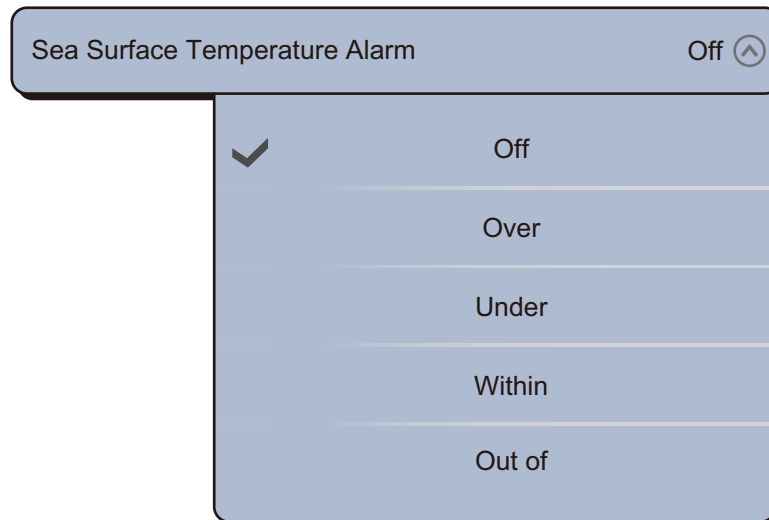 Sea Surface Temperature Alarm Off
Off
Over
Under
Within
Out of